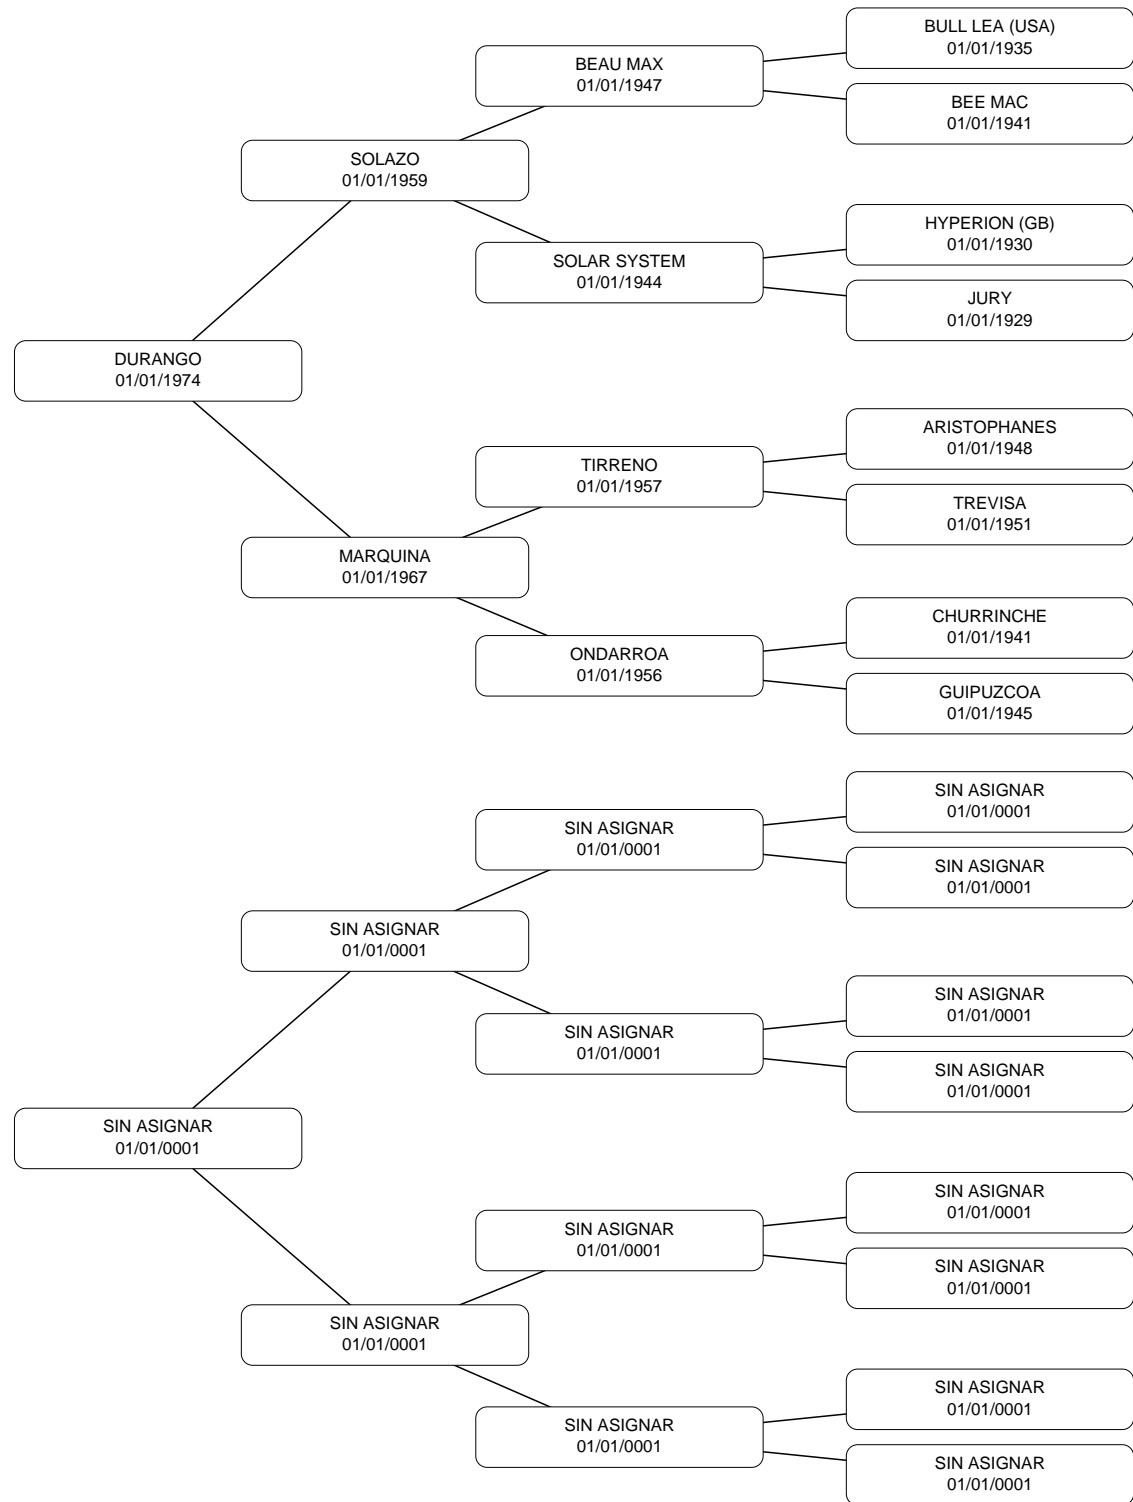 BULL LEA (USA)
01/01/1935
BEAU MAX
01/01/1947
BEE MAC
01/01/1941
SOLAZO
01/01/1959
HYPERION (GB)
01/01/1930
SOLAR SYSTEM
01/01/1944
JURY
01/01/1929
DURANGO
01/01/1974
ARISTOPHANES
01/01/1948
TIRRENO
01/01/1957
TREVISA
01/01/1951
MARQUINA
01/01/1967
CHURRINCHE
01/01/1941
ONDARROA
01/01/1956
GUIPUZCOA
01/01/1945
SIN ASIGNAR
01/01/0001
SIN ASIGNAR
01/01/0001
SIN ASIGNAR
01/01/0001
SIN ASIGNAR
01/01/0001
SIN ASIGNAR
01/01/0001
SIN ASIGNAR
01/01/0001
SIN ASIGNAR
01/01/0001
SIN ASIGNAR
01/01/0001
SIN ASIGNAR
01/01/0001
SIN ASIGNAR
01/01/0001
SIN ASIGNAR
01/01/0001
SIN ASIGNAR
01/01/0001
SIN ASIGNAR
01/01/0001
SIN ASIGNAR
01/01/0001
SIN ASIGNAR
01/01/0001